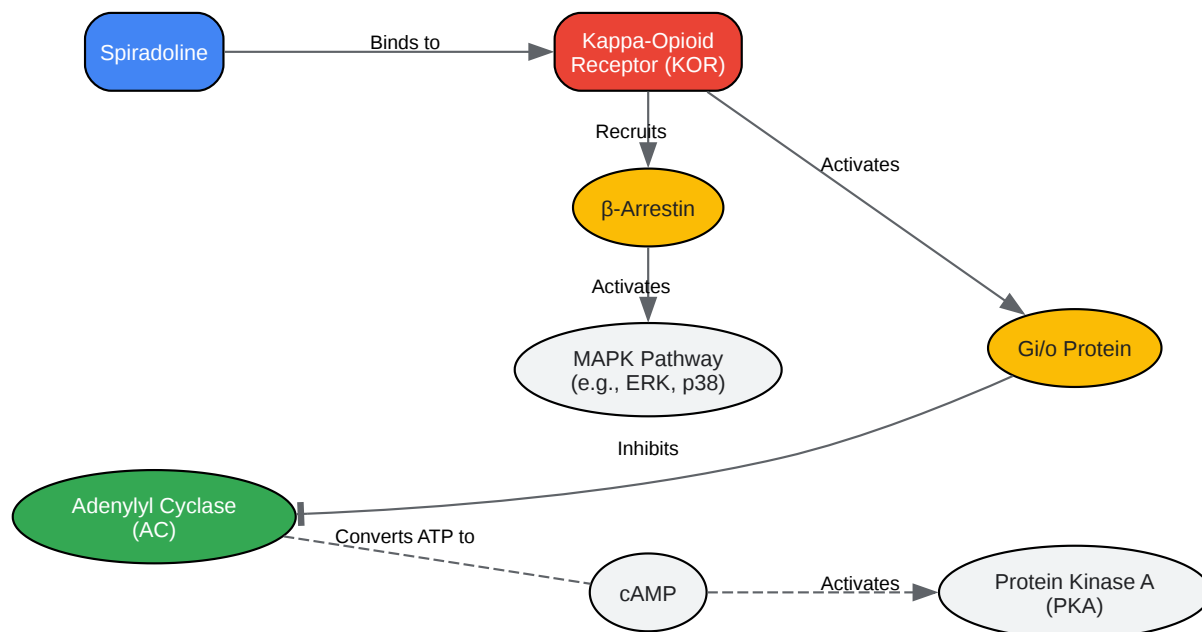 Spiradoline
Binds to
Kappa-Opioid
Receptor (KOR)
Recruits
Activates
β-Arrestin
Activates
MAPK Pathway
(e.g., ERK, p38)
Gi/o Protein
Inhibits
Adenylyl Cyclase
(AC)
Converts ATP to
cAMP
Activates
Protein Kinase A
(PKA)